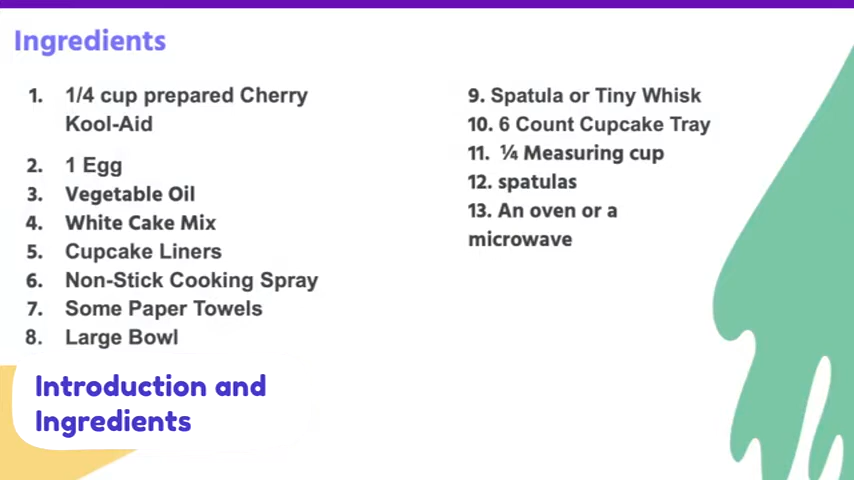 Ingredients
1. 1/4 cup prepared Cherry
Kool-Aid
2. 1 Egg
3. Vegetable Oil
4. White Cake Mix
5. Cupcake Liners
6. Non-Stick Cooking Spray
7. Some Paper Towels
8. Large Bowl
9. Spatula or Tiny Whisk
10. 6 Count Cupcake Tray
11. ¼ Measuring cup
12. spatulas
13. An oven or a
microwave
Introduction and
Ingredients